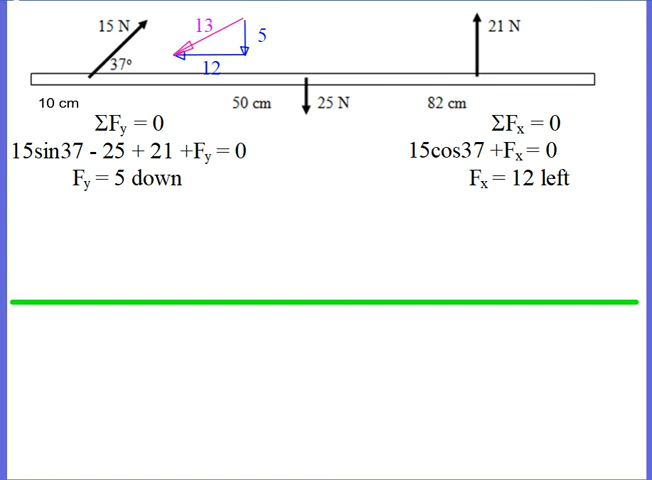 15 N
13
5
21 N
37°
12
10 cm
50 cm
25 N
82 cm
ΣFy = 0
ΣFx = 0
15sin37 - 25 + 21 +Fy = 0
15cos37 +Fx = 0
Fy = 5 down
Fx = 12 left